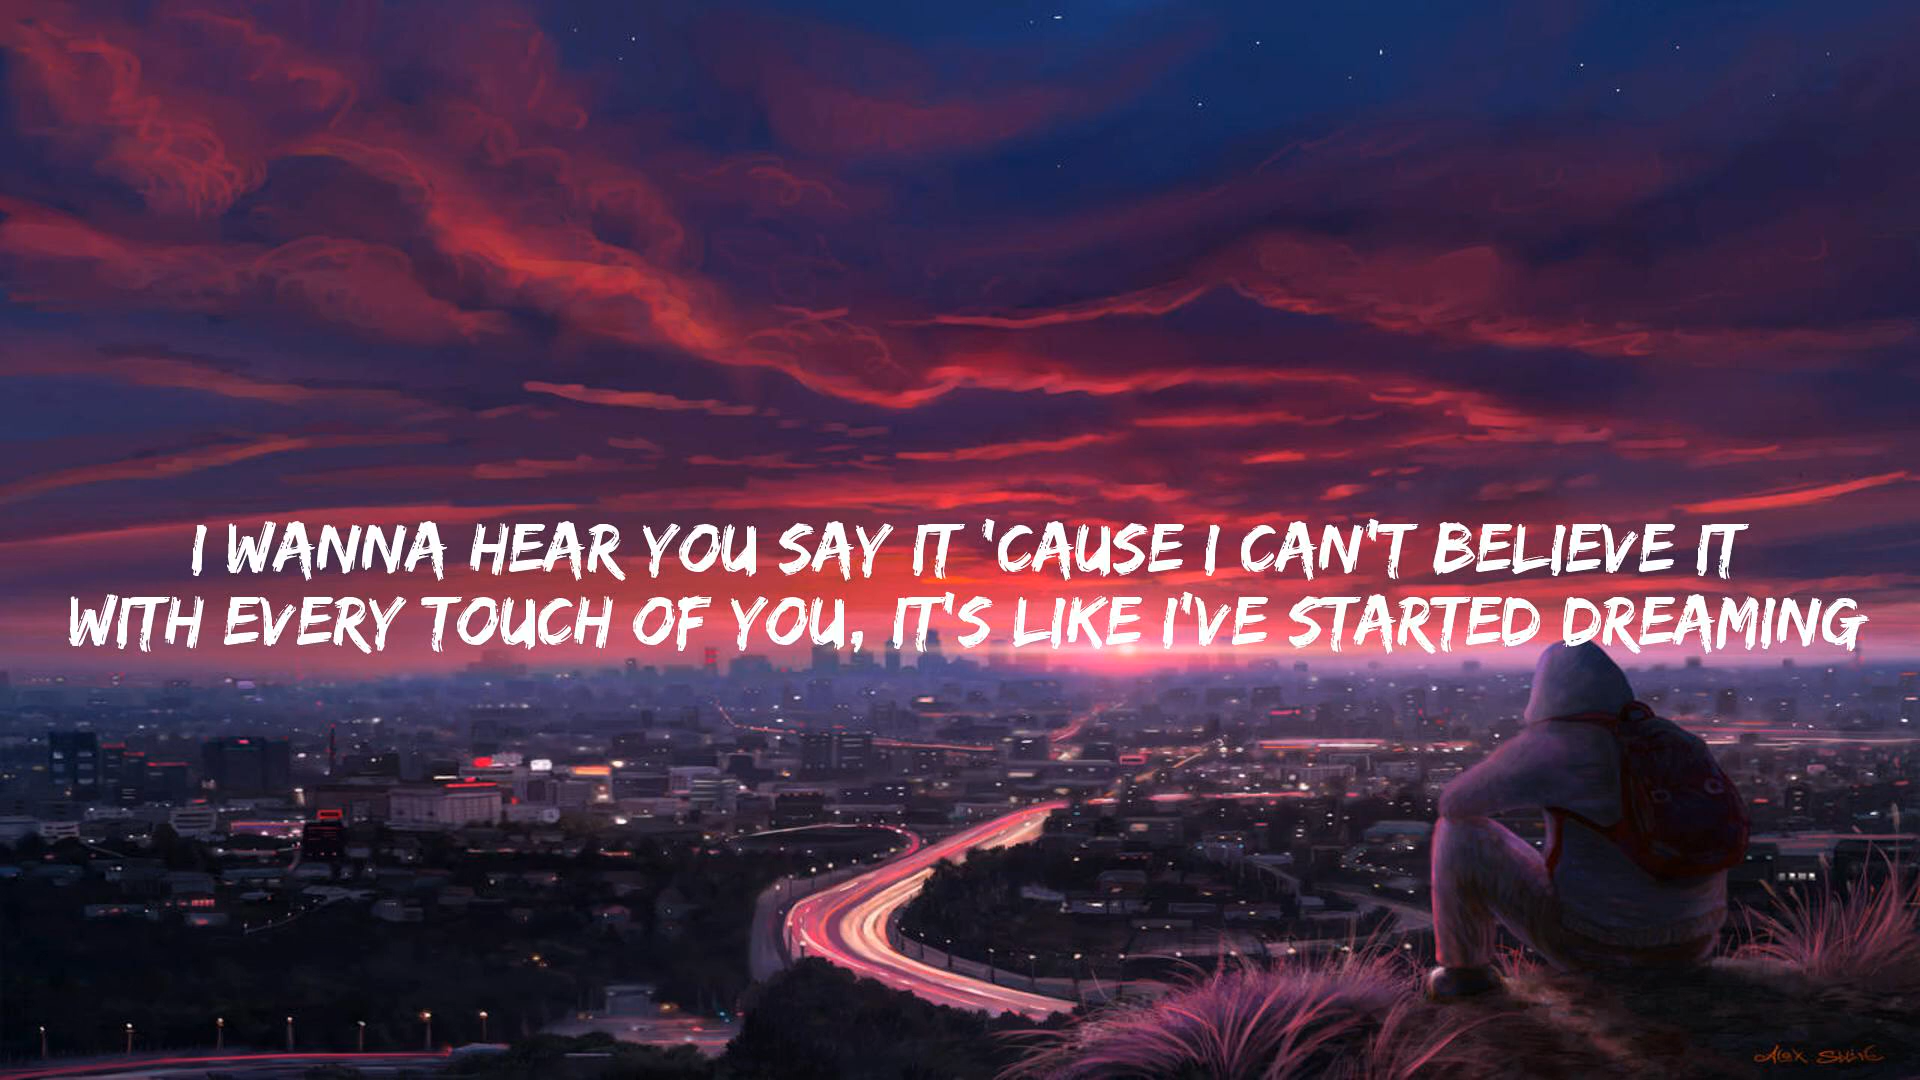 I WANNA HEAR YOU SAY IT 'CAUSE I CAN'T BELIEVE IT
WITH EVERY TOUCH OF YOU, IT'S LIKE I'VE STARTED DREAMING